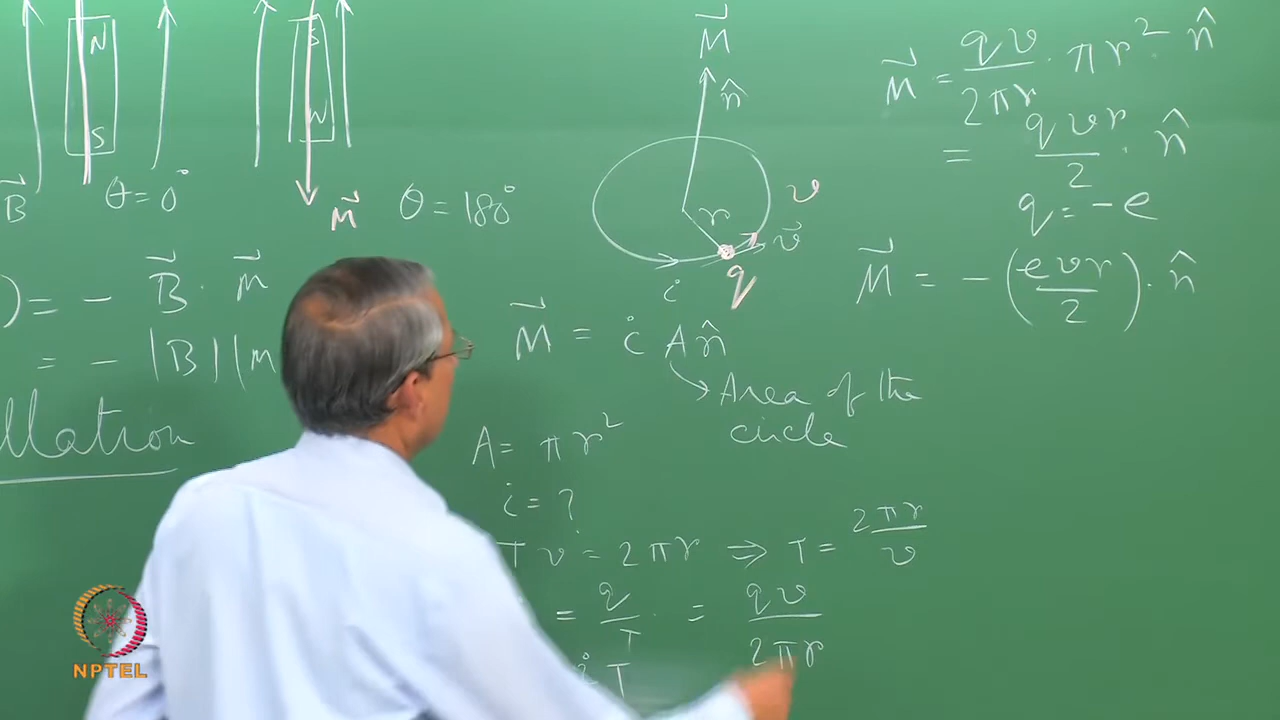 N
S
B⃗
θ = 0°
S
N
M⃗
θ = 180°
) = − B⃗ · m⃗
= − |B||m
llation
M⃗
n̂
r
v
v⃗
q
i
M⃗ = i A n̂
Area of the
circle
A = πr²
i = ?
T v = 2πr ⇒ T = 2πr/v
= q/T = qv/2πr
i T
M⃗ = qv/2πr · πr² n̂
= qvr/2 · n̂
q = −e
M⃗ = −(evr/2) · n̂
NPTEL